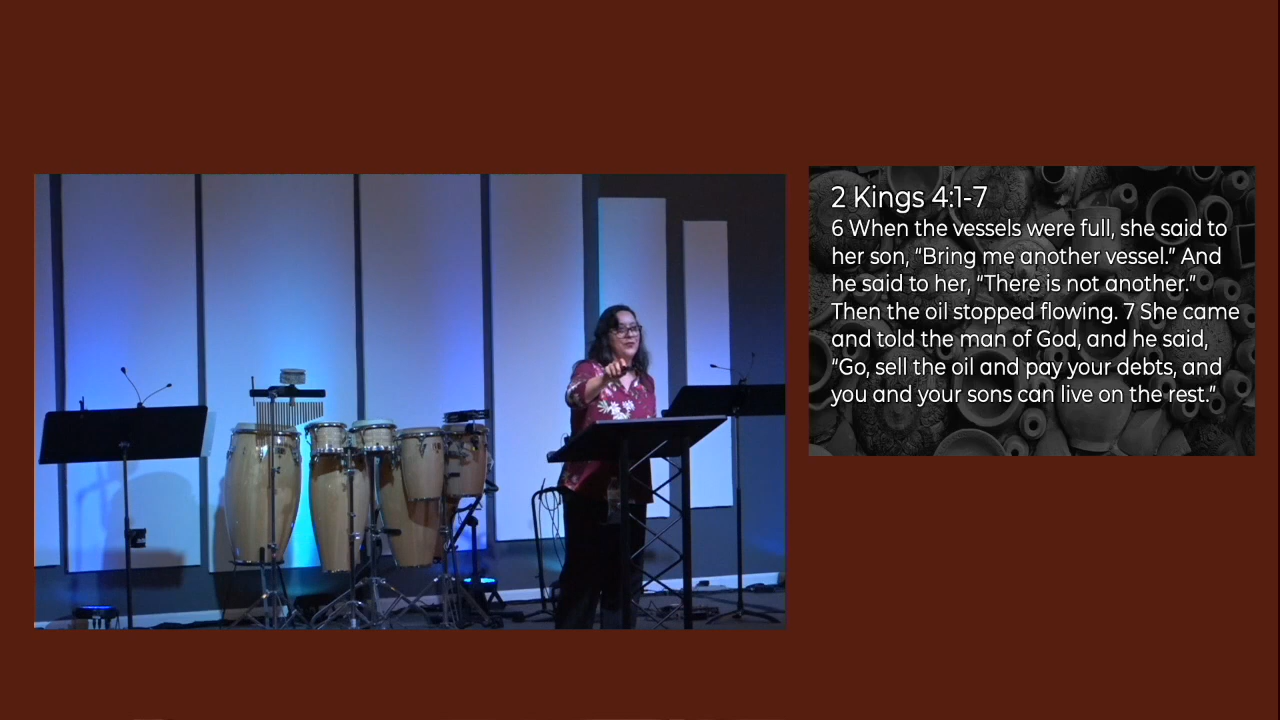 2 Kings 4:1-7
6 When the vessels were full, she said to
her son, “Bring me another vessel.” And
he said to her, “There is not another.”
Then the oil stopped flowing. 7 She came
and told the man of God, and he said,
“Go, sell the oil and pay your debts, and
you and your sons can live on the rest.”